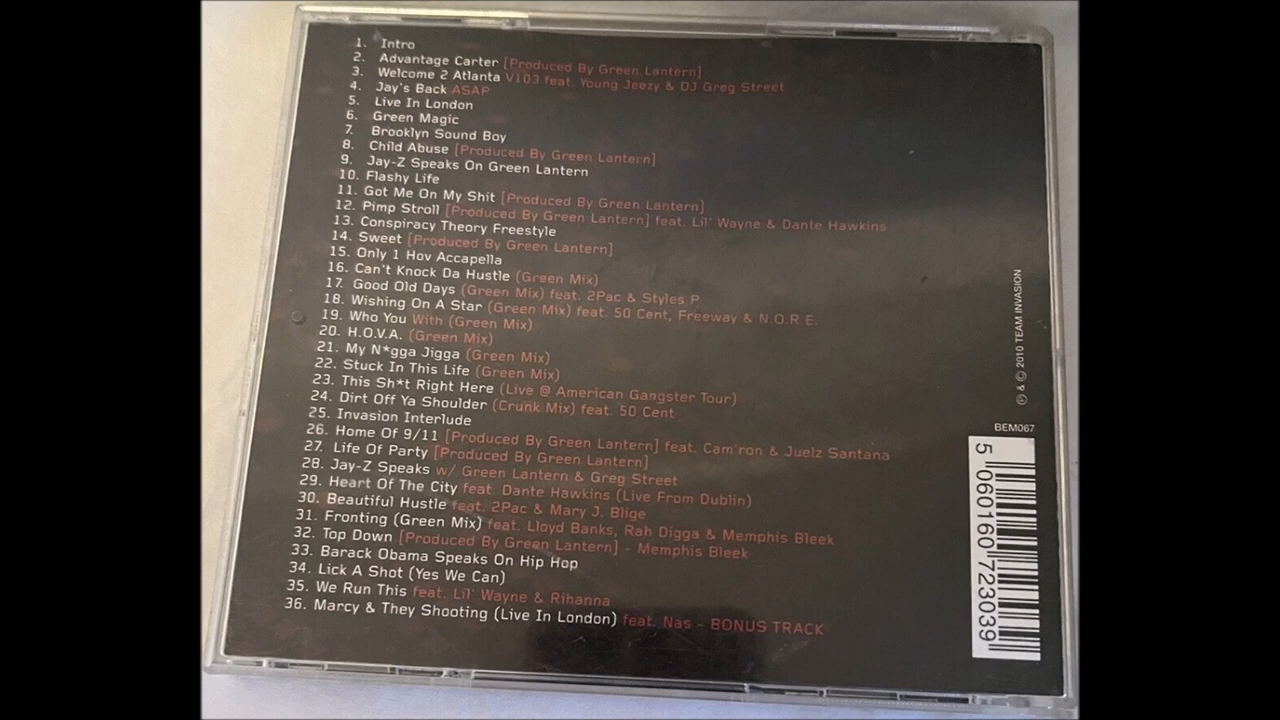 1. Intro
2. Advantage Carter [Produced By Green Lantern]
3. Welcome 2 Atlanta V103 feat. Young Jeezy & DJ Greg Street
4. Jay's Back ASAP
5. Live In London
6. Green Magic
7. Brooklyn Sound Boy
8. Child Abuse [Produced By Green Lantern]
9. Jay-Z Speaks On Green Lantern
10. Flashy Life
11. Got Me On My Shit [Produced By Green Lantern]
12. Pimp Stroll [Produced By Green Lantern] feat. Lil' Wayne & Dante Hawkins
13. Conspiracy Theory Freestyle
14. Sweet [Produced By Green Lantern]
15. Only 1 Hov Accapella
16. Can't Knock Da Hustle (Green Mix)
17. Good Old Days (Green Mix) feat. 2Pac & Styles P
18. Wishing On A Star (Green Mix) feat. 50 Cent, Freeway & N.O.R.E.
19. Who You With (Green Mix)
20. H.O.V.A. (Green Mix)
21. My N*gga Jigga (Green Mix)
22. Stuck In This Life (Green Mix)
23. This Sh*t Right Here (Live @ American Gangster Tour)
24. Dirt Off Ya Shoulder (Crunk Mix) feat. 50 Cent
25. Invasion Interlude
26. Home Of 9/11 [Produced By Green Lantern] feat. Cam'ron & Juelz Santana
27. Life Of Party [Produced By Green Lantern]
28. Jay-Z Speaks w/ Green Lantern & Greg Street
29. Heart Of The City feat. Dante Hawkins (Live From Dublin)
30. Beautiful Hustle feat. 2Pac & Mary J. Blige
31. Fronting (Green Mix) feat. Lloyd Banks, Rah Digga & Memphis Bleek
32. Top Down [Produced By Green Lantern] - Memphis Bleek
33. Barack Obama Speaks On Hip Hop
34. Lick A Shot (Yes We Can)
35. We Run This feat. Lil' Wayne & Rihanna
36. Marcy & They Shooting (Live In London) feat. Nas - BONUS TRACK
℗ & © 2010 TEAM INVASION
BEM067
5 060160 723039